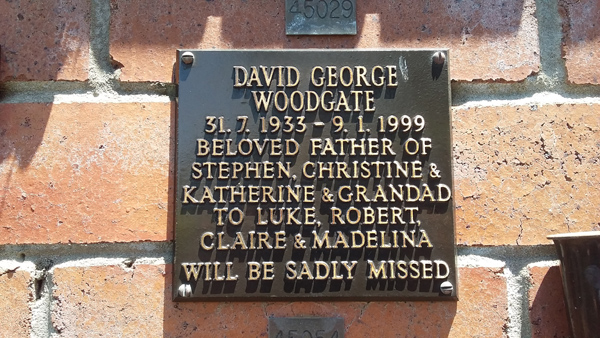 45029
DAVID GEORGE
WOODGATE
31. 7. 1933 - 9. 1. 1999
BELOVED FATHER OF
STEPHEN, CHRISTINE &
KATHERINE & GRANDAD
TO LUKE, ROBERT,
CLAIRE & MADELINA
WILL BE SADLY MISSED